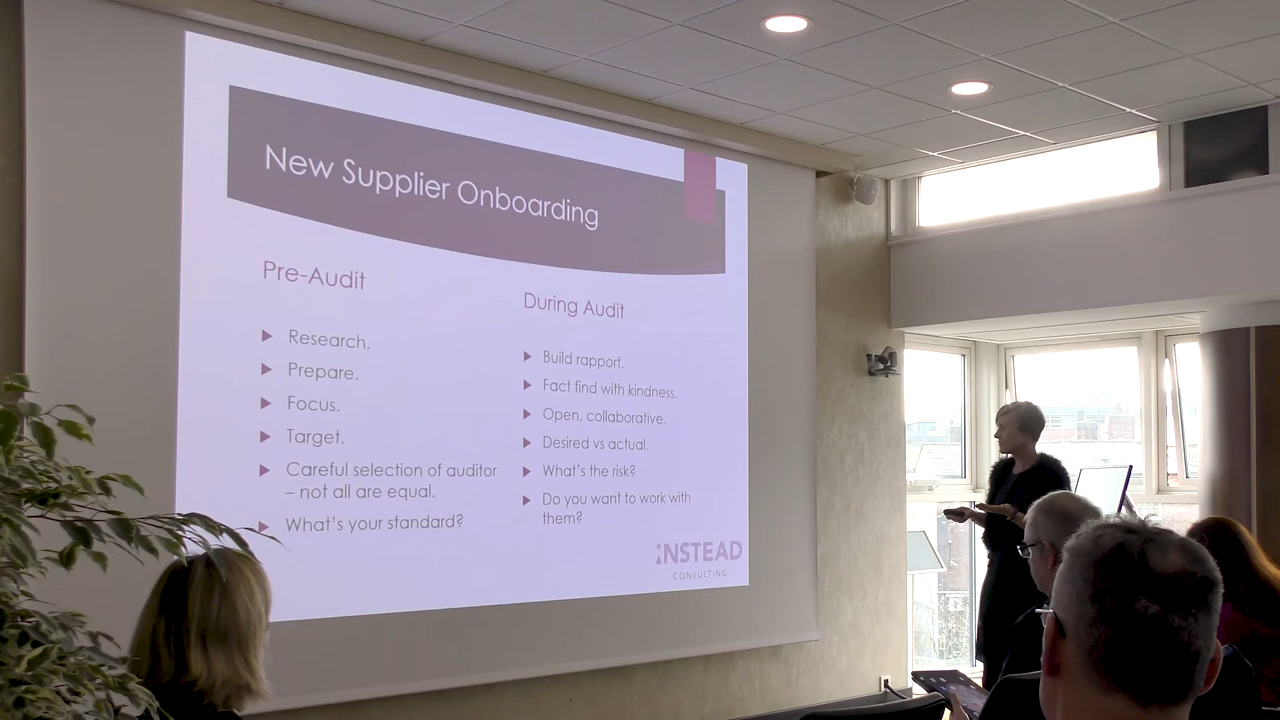 New Supplier Onboarding
Pre-Audit
Research.
Prepare.
Focus.
Target.
Careful selection of auditor
– not all are equal.
What's your standard?
During Audit
Build rapport.
Fact find with kindness.
Open, collaborative.
Desired vs actual.
What's the risk?
Do you want to work with
them?
INSTEAD
CONSULTING